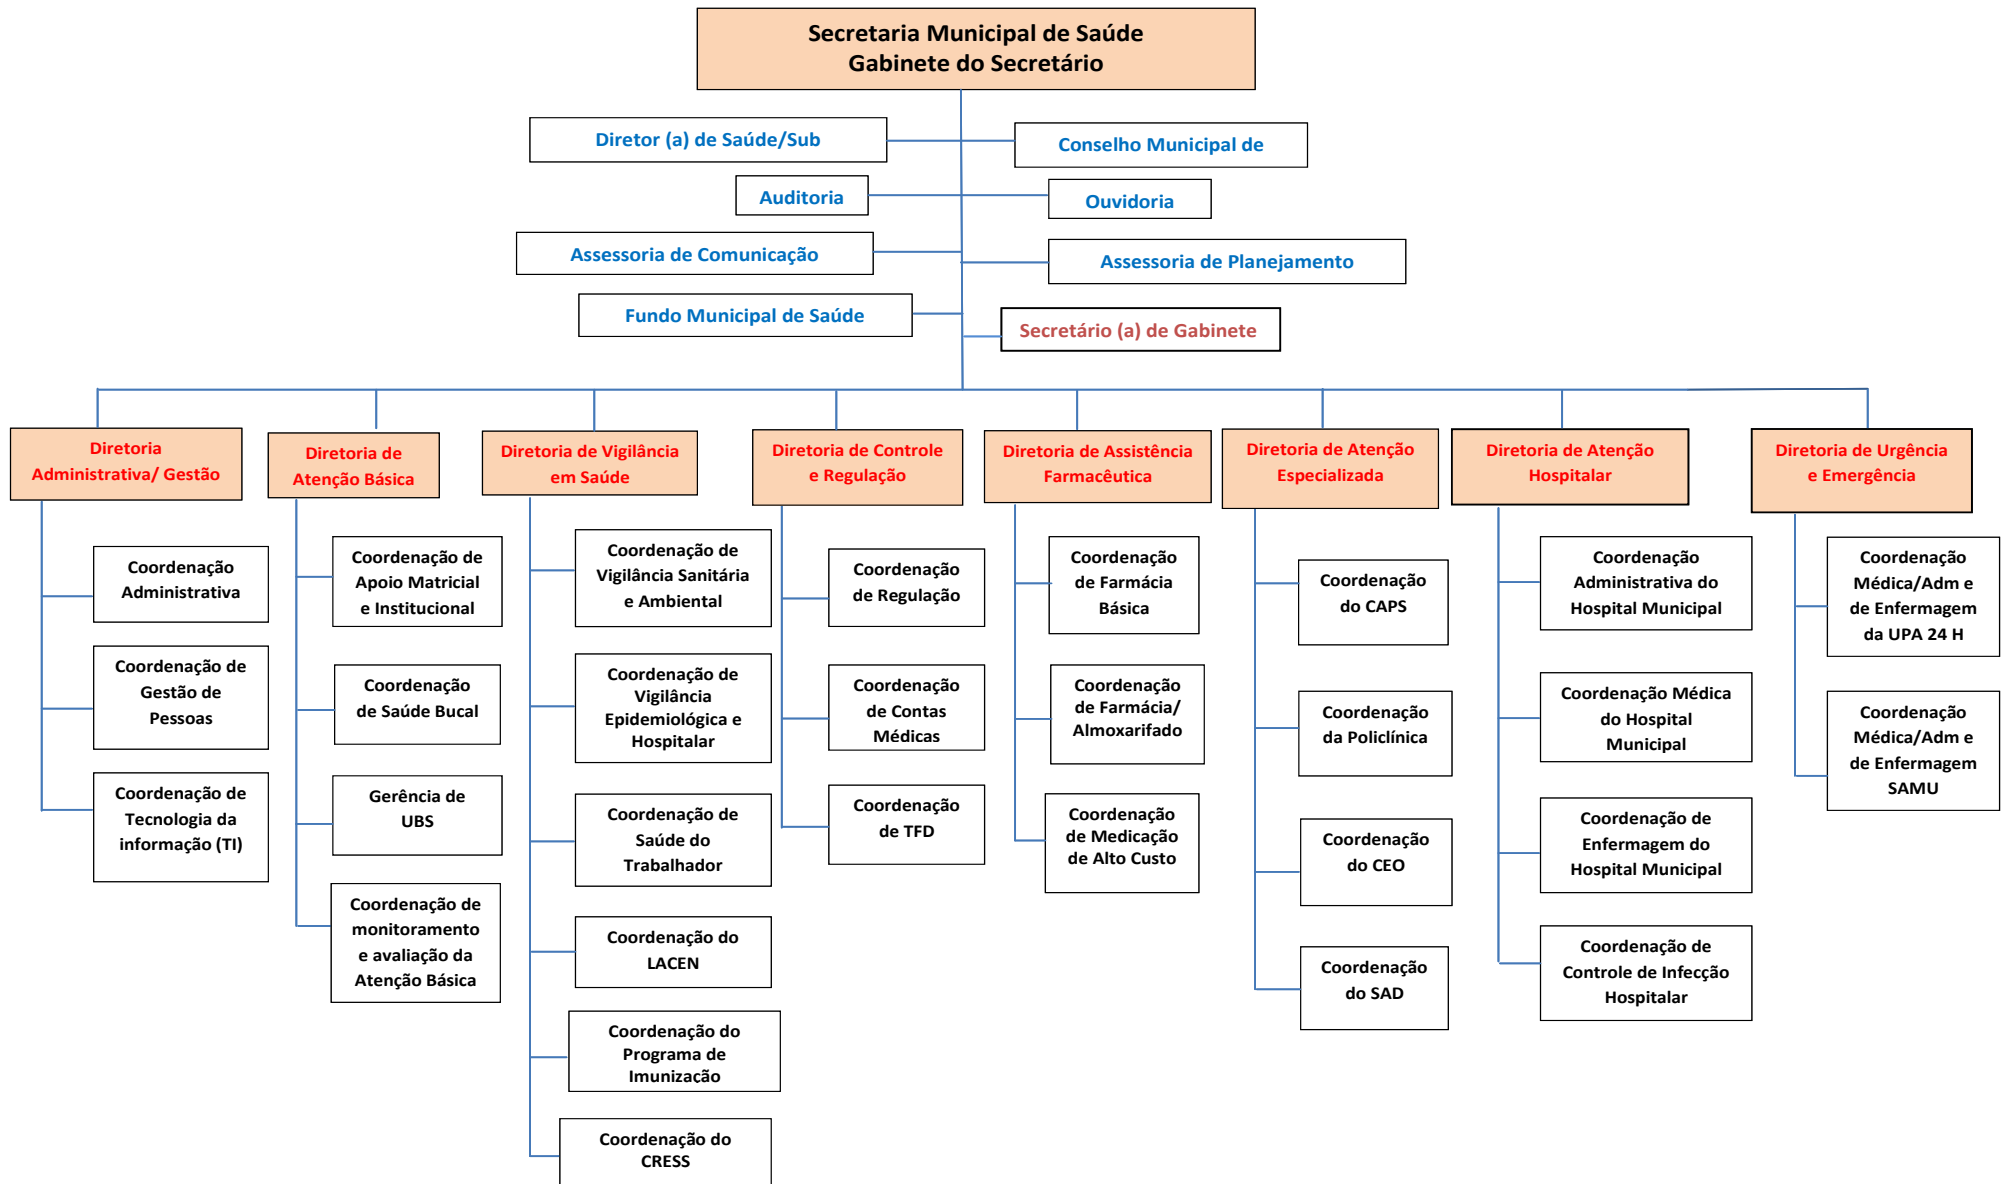 Secretaria Municipal de Saúde
Gabinete do Secretário
Diretor (a) de Saúde/Sub
Conselho Municipal de
Auditoria
Ouvidoria
Assessoria de Comunicação
Assessoria de Planejamento
Fundo Municipal de Saúde
Secretário (a) de Gabinete
Diretoria
Administrativa/ Gestão
Coordenação
Administrativa
Coordenação de
Gestão de
Pessoas
Coordenação de
Tecnologia da
informação (TI)
Diretoria de
Atenção Básica
Coordenação de
Apoio Matricial
e Institucional
Coordenação
de Saúde Bucal
Gerência de
UBS
Coordenação de
monitoramento
e avaliação da
Atenção Básica
Diretoria de Vigilância
em Saúde
Coordenação de
Vigilância Sanitária
e Ambiental
Coordenação de
Vigilância
Epidemiológica e
Hospitalar
Coordenação de
Saúde do
Trabalhador
Coordenação do
LACEN
Coordenação do
Programa de
Imunização
Coordenação do
CRESS
Diretoria de Controle
e Regulação
Coordenação
de Regulação
Coordenação
de Contas
Médicas
Coordenação
de TFD
Diretoria de Assistência
Farmacêutica
Coordenação
de Farmácia
Básica
Coordenação
de Farmácia/
Almoxarifado
Coordenação
de Medicação
de Alto Custo
Diretoria de Atenção
Especializada
Coordenação
do CAPS
Coordenação
da Policlínica
Coordenação
do CEO
Coordenação
do SAD
Diretoria de Atenção
Hospitalar
Coordenação
Administrativa do
Hospital Municipal
Coordenação Médica
do Hospital
Municipal
Coordenação de
Enfermagem do
Hospital Municipal
Coordenação de
Controle de Infecção
Hospitalar
Diretoria de Urgência
e Emergência
Coordenação
Médica/Adm e
de Enfermagem
da UPA 24 H
Coordenação
Médica/Adm e
de Enfermagem
SAMU